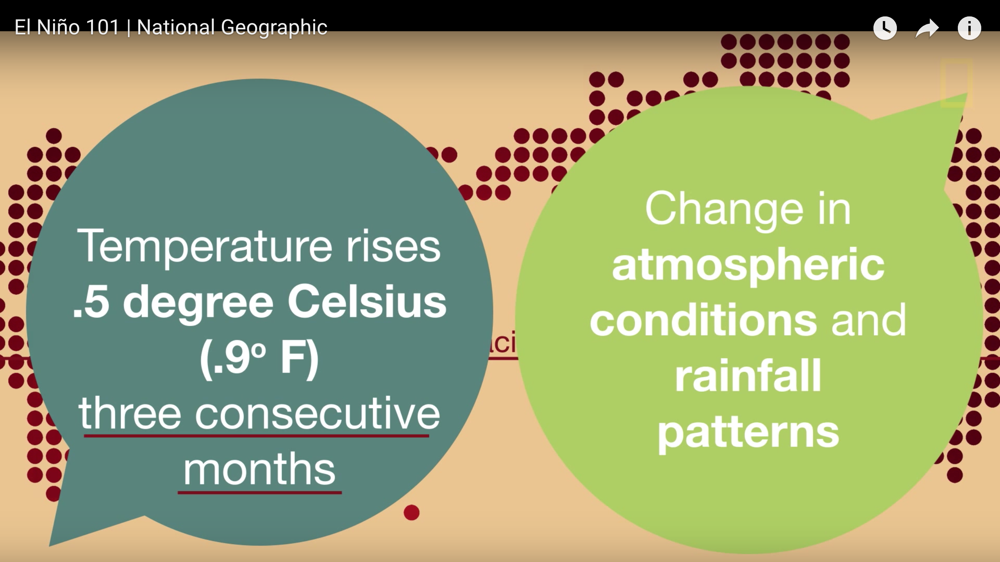 El Niño 101 | National Geographic
Temperature rises
.5 degree Celsius
(.9º F)
three consecutive
months
Change in
atmospheric
conditions and
rainfall
patterns